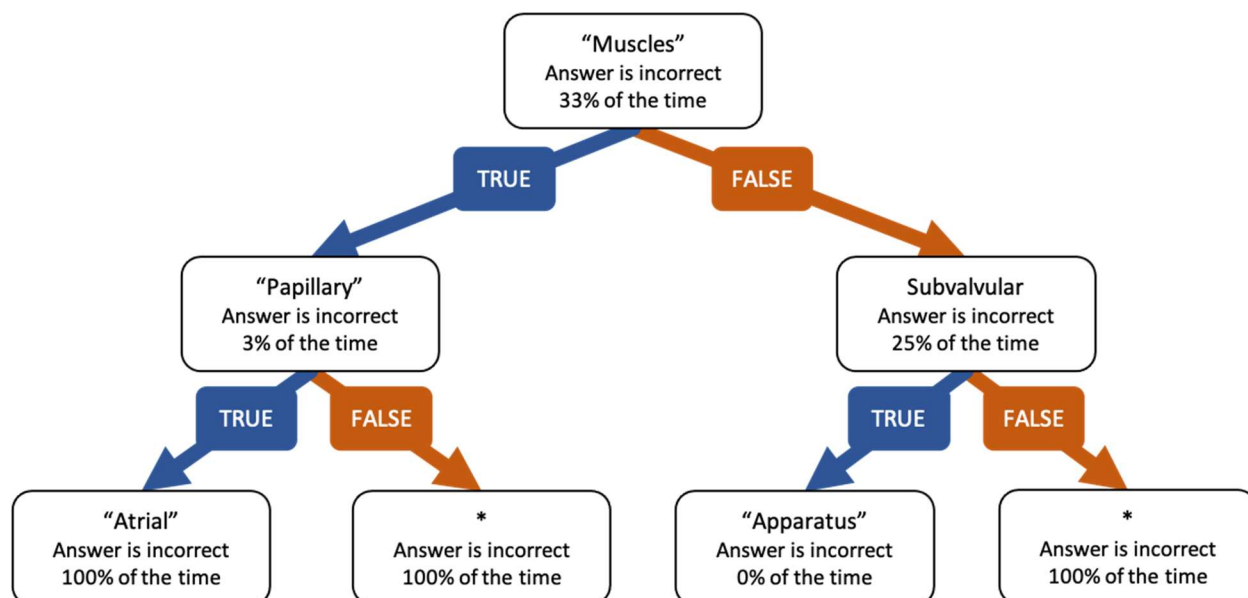 “Muscles”
Answer is incorrect
33% of the time
TRUE
FALSE
“Papillary”
Answer is incorrect
3% of the time
Subvalvular
Answer is incorrect
25% of the time
TRUE
FALSE
TRUE
FALSE
“Atrial”
Answer is incorrect
100% of the time
*
Answer is incorrect
100% of the time
“Apparatus”
Answer is incorrect
0% of the time
*
Answer is incorrect
100% of the time